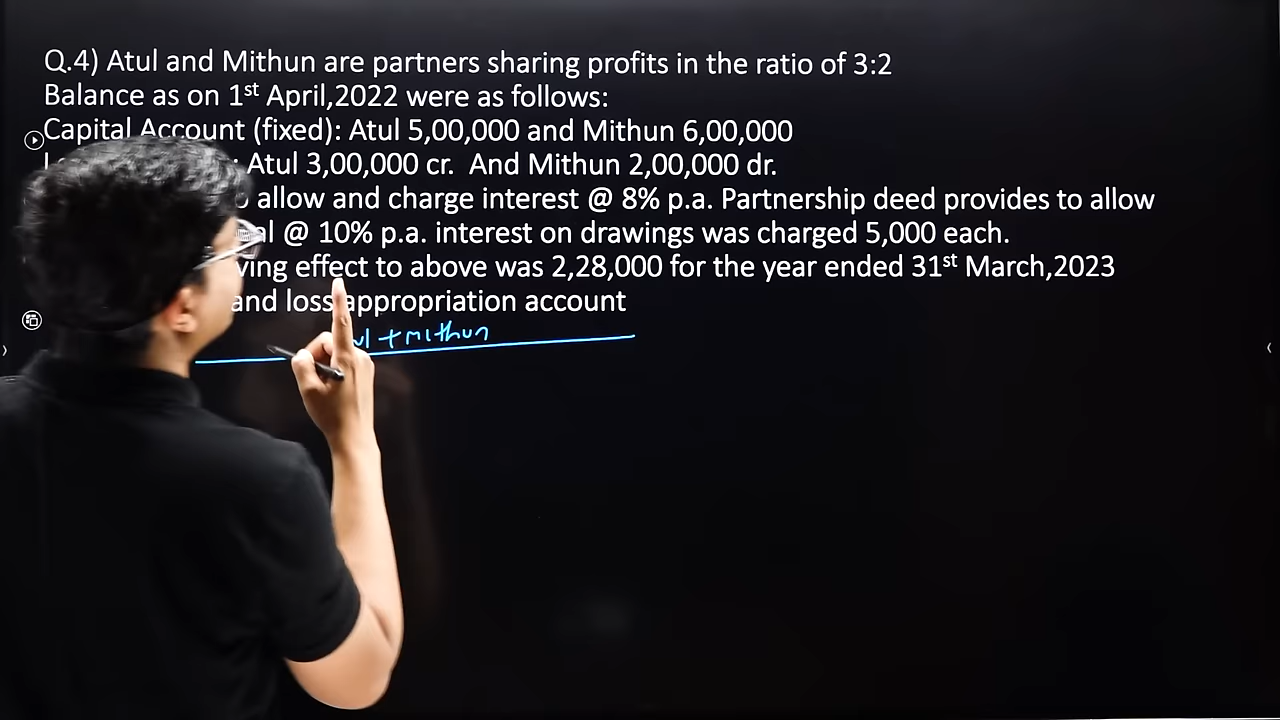 Q.4) Atul and Mithun are partners sharing profits in the ratio of 3:2
Balance as on 1st April,2022 were as follows:
Capital Account (fixed): Atul 5,00,000 and Mithun 6,00,000
: Atul 3,00,000 cr. And Mithun 2,00,000 dr.
allow and charge interest @ 8% p.a. Partnership deed provides to allow
@ 10% p.a. interest on drawings was charged 5,000 each.
effect to above was 2,28,000 for the year ended 31st March,2023
and loss appropriation account
+ Mithun